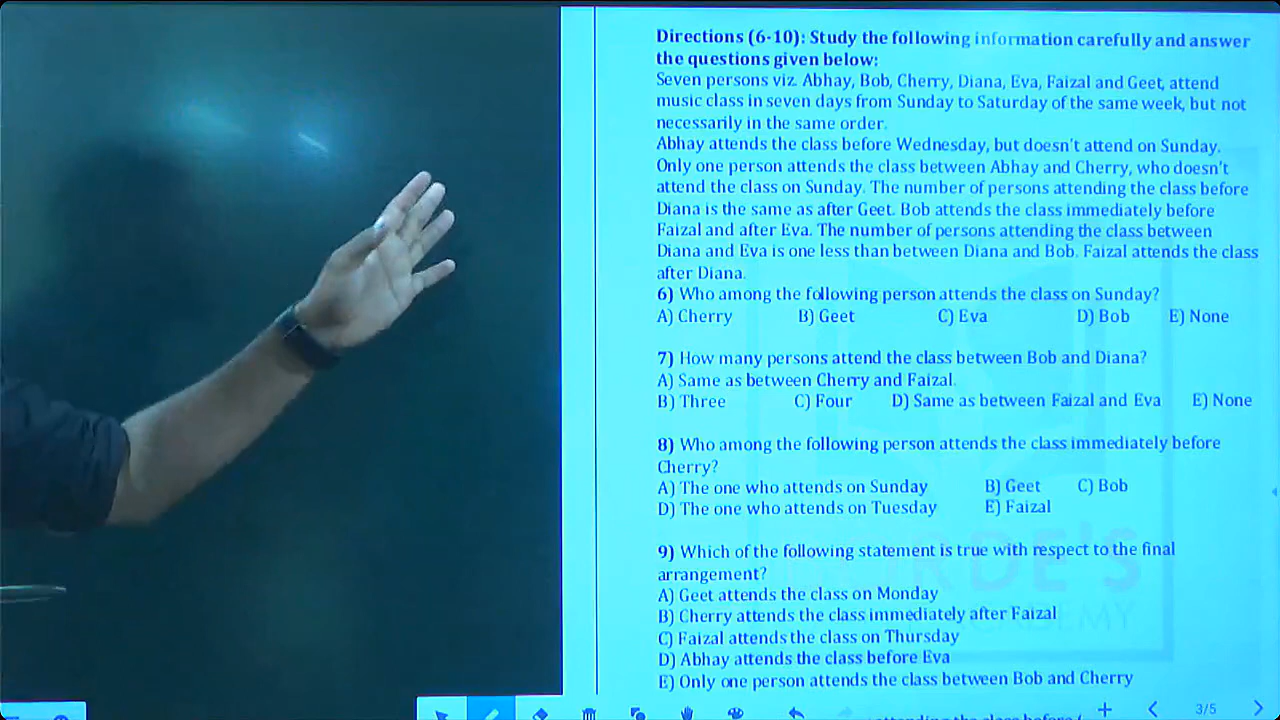 Directions (6-10): Study the following information carefully and answer
the questions given below:
Seven persons viz. Abhay, Bob, Cherry, Diana, Eva, Faizal and Geet, attend
music class in seven days from Sunday to Saturday of the same week, but not
necessarily in the same order.
Abhay attends the class before Wednesday, but doesn't attend on Sunday.
Only one person attends the class between Abhay and Cherry, who doesn't
attend the class on Sunday. The number of persons attending the class before
Diana is the same as after Geet. Bob attends the class immediately before
Faizal and after Eva. The number of persons attending the class between
Diana and Eva is one less than between Diana and Bob. Faizal attends the class
after Diana.
6) Who among the following person attends the class on Sunday?
A) Cherry B) Geet C) Eva D) Bob E) None
7) How many persons attend the class between Bob and Diana?
A) Same as between Cherry and Faizal.
B) Three C) Four D) Same as between Faizal and Eva E) None
8) Who among the following person attends the class immediately before
Cherry?
A) The one who attends on Sunday B) Geet C) Bob
D) The one who attends on Tuesday E) Faizal
9) Which of the following statement is true with respect to the final
arrangement?
A) Geet attends the class on Monday
B) Cherry attends the class immediately after Faizal
C) Faizal attends the class on Thursday
D) Abhay attends the class before Eva
E) Only one person attends the class between Bob and Cherry
3/5